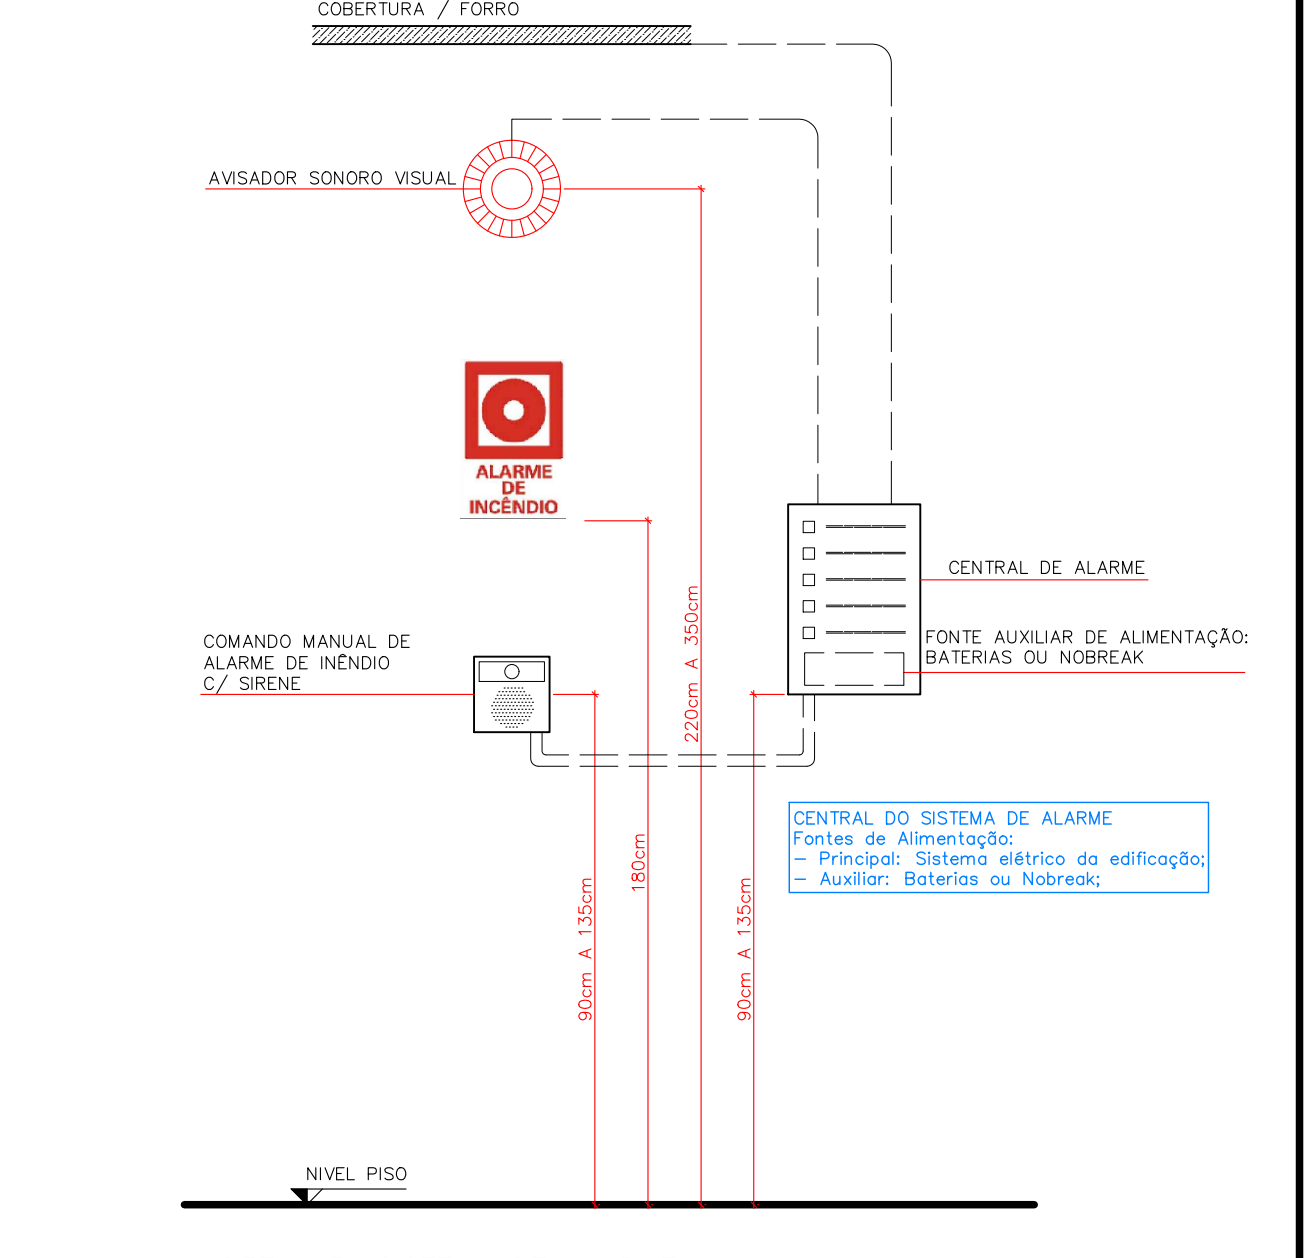 COBERTURA / FORRO
AVISADOR SONORO VISUAL
ALARME
DE
INCÊNDIO
CENTRAL DE ALARME
FONTE AUXILIAR DE ALIMENTAÇÃO:
BATERIAS OU NOBREAK
COMANDO MANUAL DE
ALARME DE INÊNDIO
C/ SIRENE
220cm A 350cm
180cm
90cm A 135cm
90cm A 135cm
CENTRAL DO SISTEMA DE ALARME
Fontes de Alimentação:
- Principal: Sistema elétrico da edificação;
- Auxiliar: Baterias ou Nobreak;
NIVEL PISO